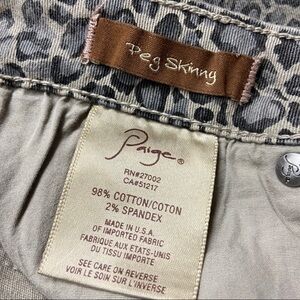 Peg Skinny
Paige®
RN#27002
CA#51217
98% COTTON/COTON
2% SPANDEX
MADE IN U.S.A.
OF IMPORTED FABRIC
FABRIQUE AUX ETATS-UNIS
DU TISSU IMPORTE
SEE CARE ON REVERSE
VOIR LE SOIN SUR L'INVERSE